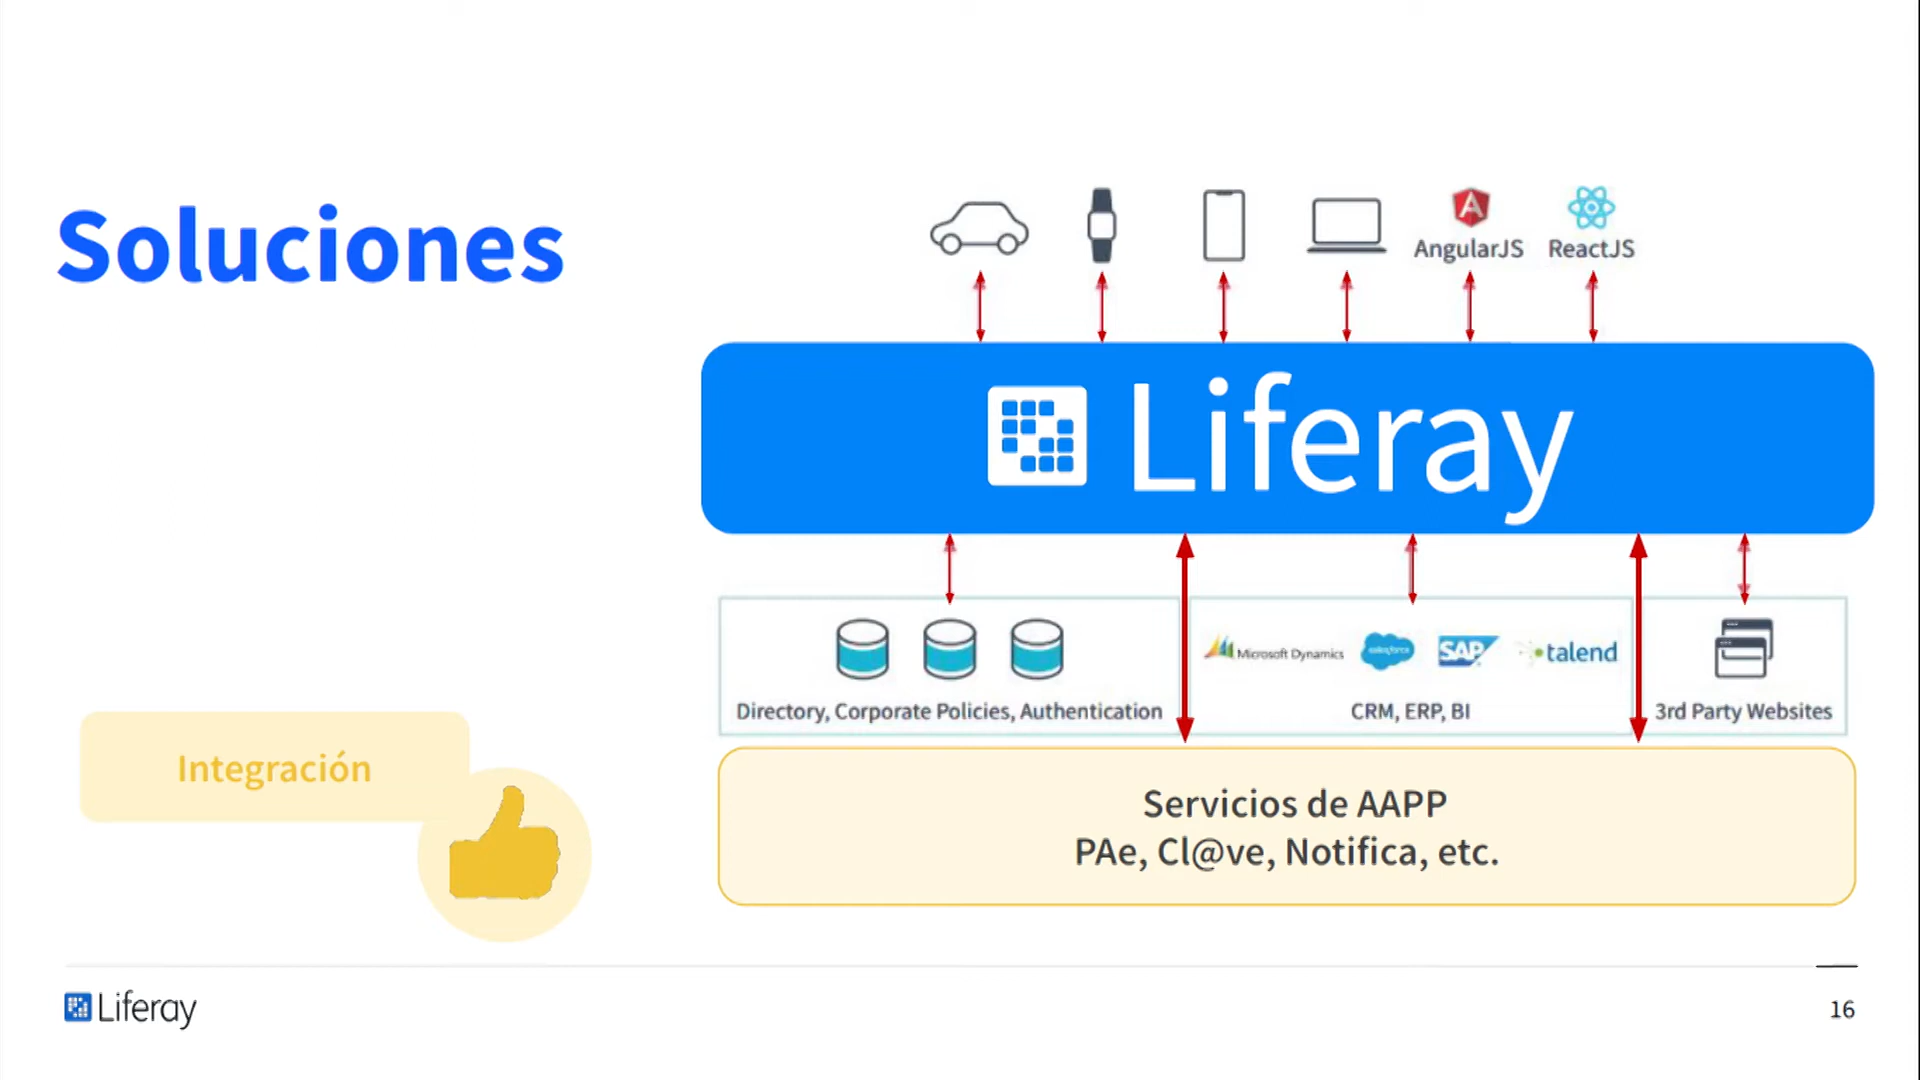 Soluciones
AngularJS
ReactJS
Liferay
Microsoft Dynamics
salesforce
SAP
talend
Directory, Corporate Policies, Authentication
CRM, ERP, BI
3rd Party Websites
Integración
Servicios de AAPP
PAe, Cl@ve, Notifica, etc.
Liferay
16